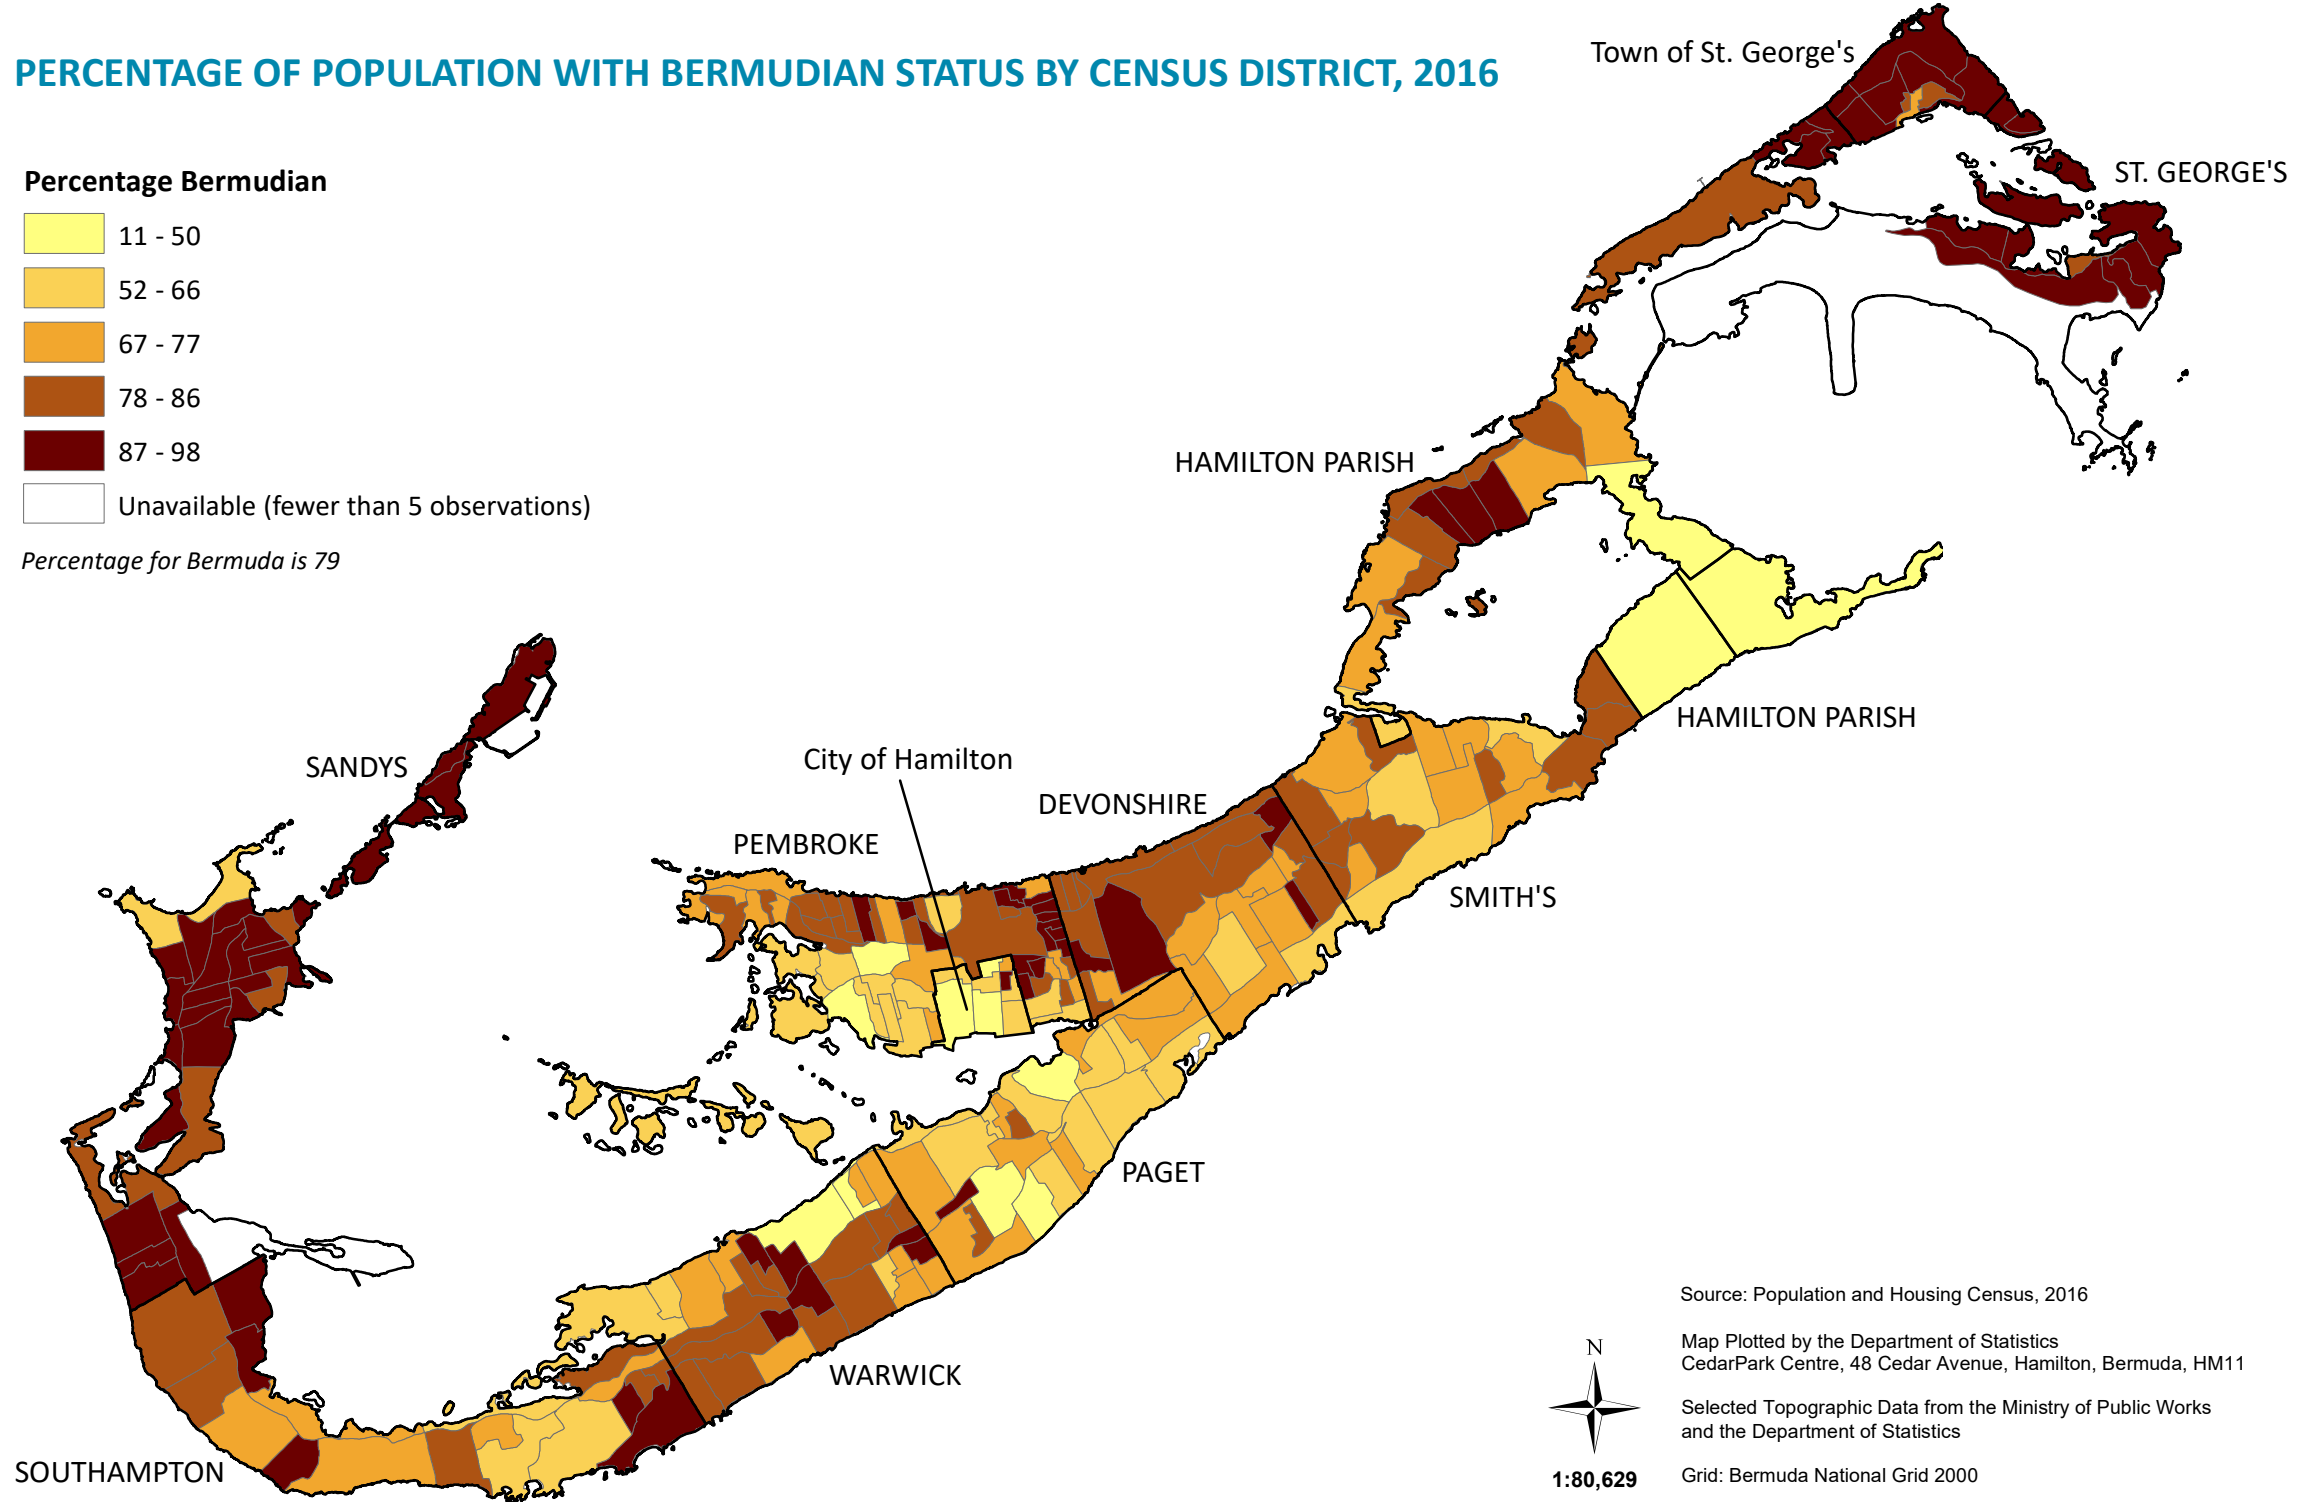 PERCENTAGE OF POPULATION WITH BERMUDIAN STATUS BY CENSUS DISTRICT, 2016
Percentage Bermudian
11 - 50
52 - 66
67 - 77
78 - 86
87 - 98
Unavailable (fewer than 5 observations)
Percentage for Bermuda is 79
Town of St. George's
ST. GEORGE'S
HAMILTON PARISH
HAMILTON PARISH
SANDYS
City of Hamilton
DEVONSHIRE
PEMBROKE
SMITH'S
PAGET
WARWICK
SOUTHAMPTON
Source: Population and Housing Census, 2016
Map Plotted by the Department of Statistics
CedarPark Centre, 48 Cedar Avenue, Hamilton, Bermuda, HM11
Selected Topographic Data from the Ministry of Public Works
and the Department of Statistics
Grid: Bermuda National Grid 2000
N
1:80,629